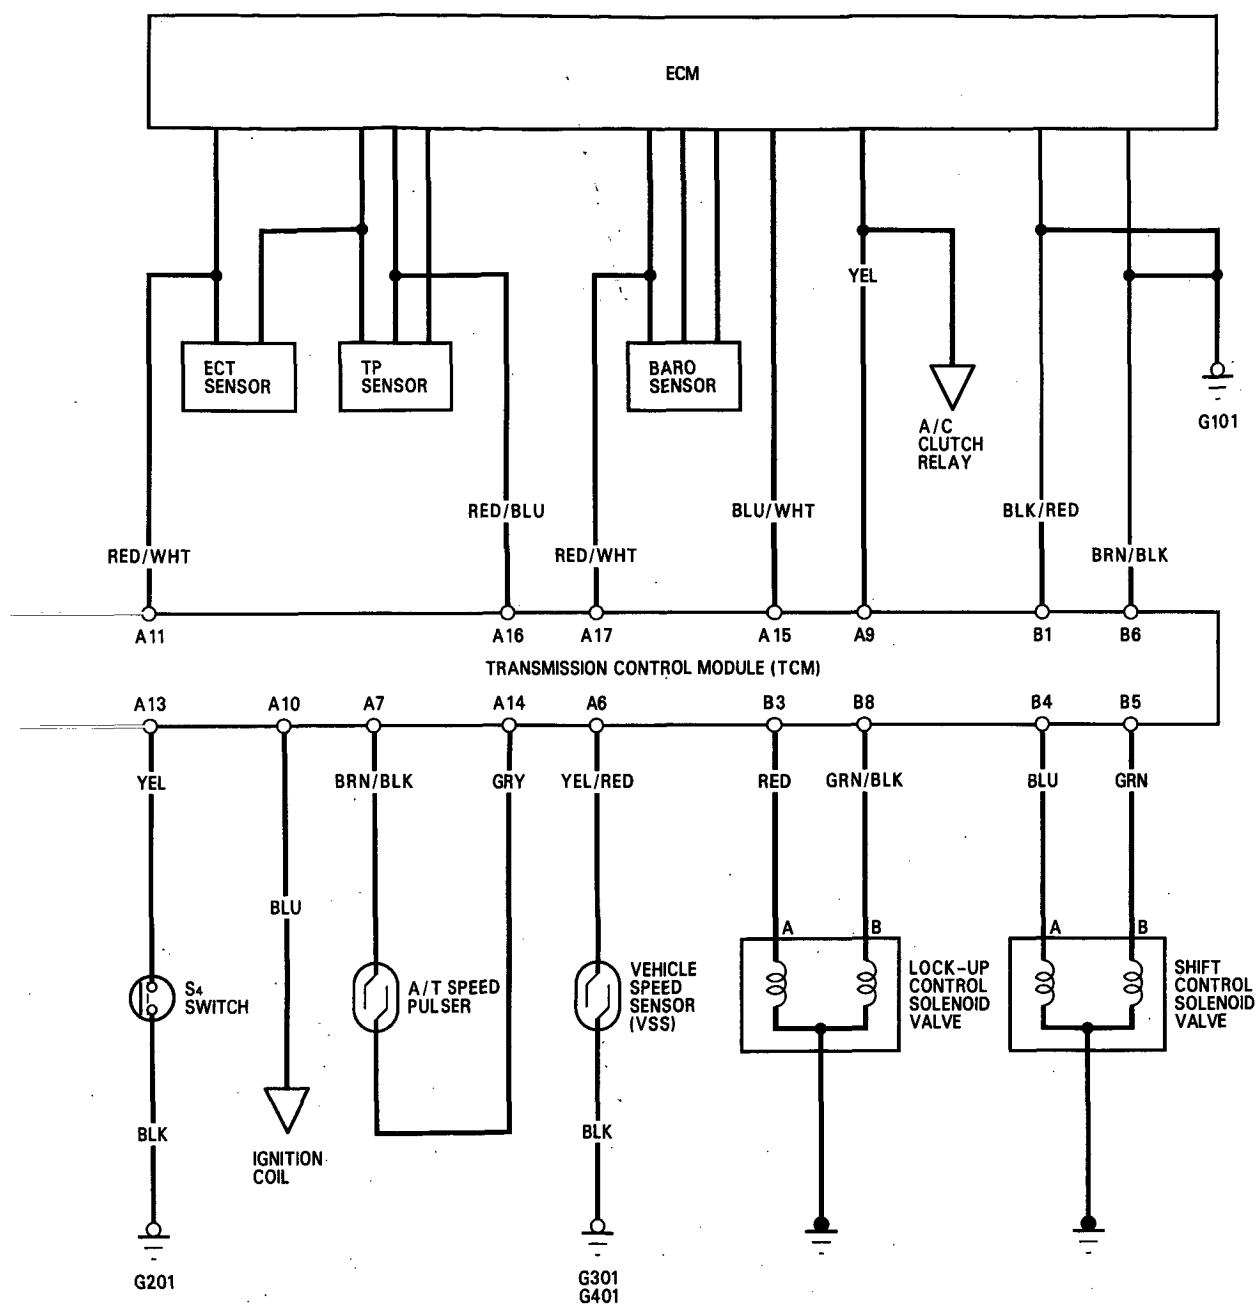 ECM
YEL
ECT
SENSOR
TP
SENSOR
BARO
SENSOR
A/C
CLUTCH
RELAY
G101
RED/BLU
BLU/WHT
BLK/RED
RED/WHT
RED/WHT
BRN/BLK
A11
A16
A17
A15
A9
B1
B6
TRANSMISSION CONTROL MODULE (TCM)
A13
A10
A7
A14
A6
B3
B8
B4
B5
YEL
BRN/BLK
GRY
YEL/RED
RED
GRN/BLK
BLU
GRN
BLU
A
B
A
B
S4
SWITCH
A/T SPEED
PULSER
VEHICLE
SPEED
SENSOR
(VSS)
LOCK-UP
CONTROL
SOLENOID
VALVE
SHIFT
CONTROL
SOLENOID
VALVE
BLK
IGNITION
COIL
BLK
G201
G301
G401